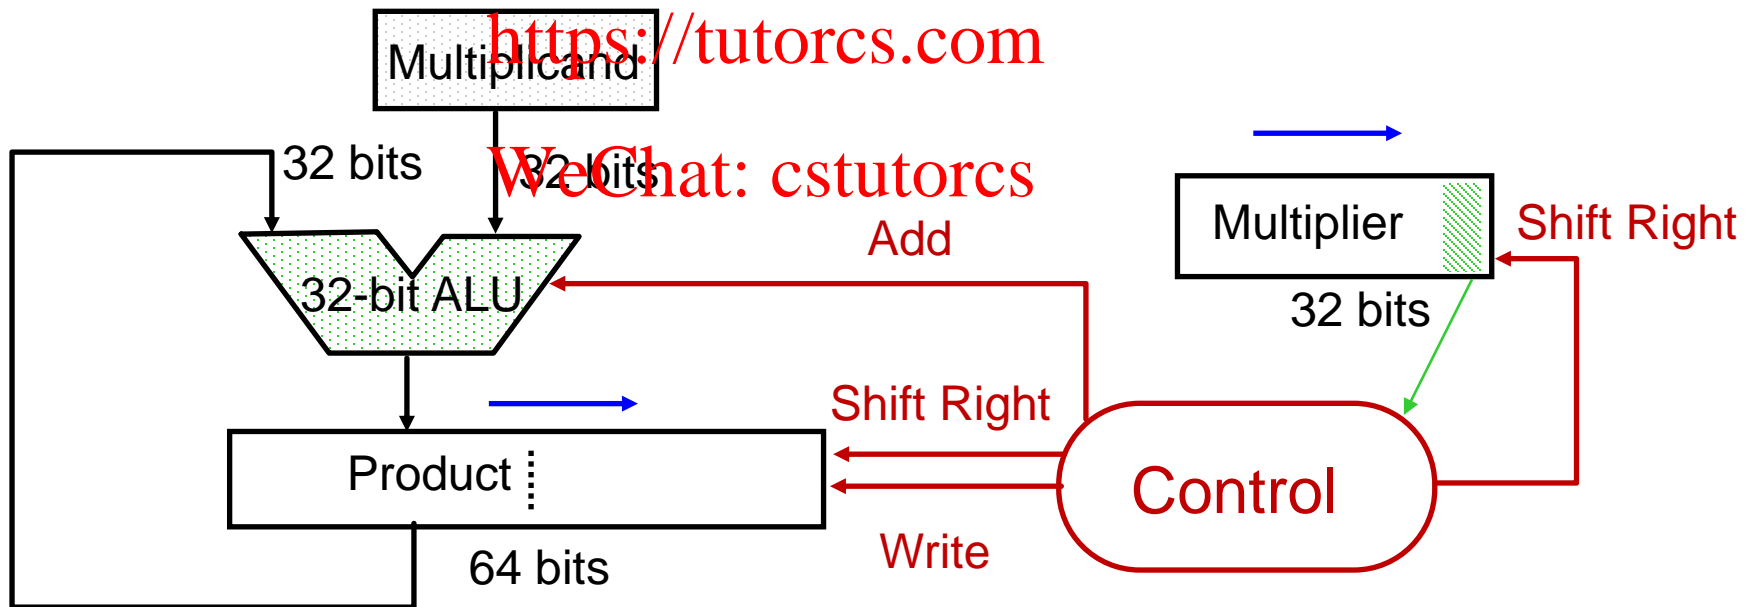 https://tutorcs.com
Multiplicand
32 bits
32 bits
WeChat: cstutorcs
Multiplier
Shift Right
Add
32-bit ALU
32 bits
Shift Right
Product
Control
Write
64 bits